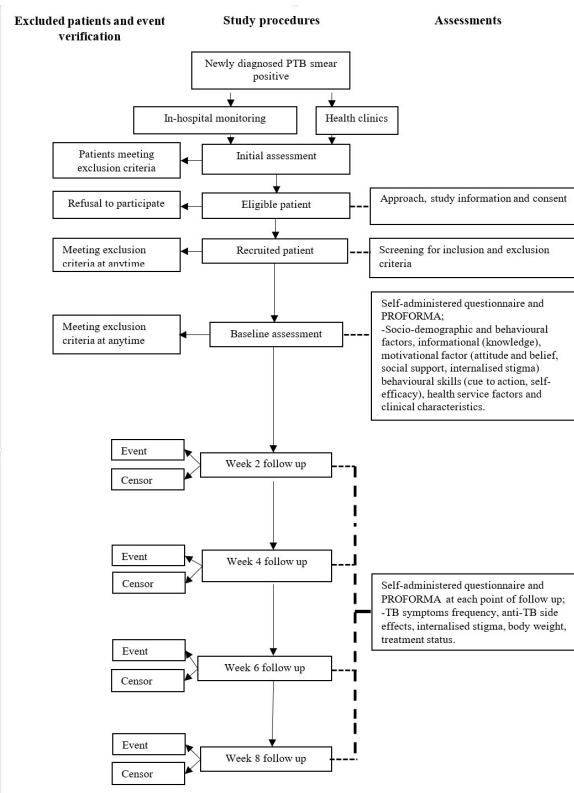 Excluded patients and event
verification
Study procedures
Assessments
Newly diagnosed PTB smear
positive
In-hospital monitoring
Health clinics
Patients meeting
exclusion criteria
Initial assessment
Refusal to participate
Eligible patient
Approach, study information and consent
Meeting exclusion
criteria at anytime
Recruited patient
Screening for inclusion and exclusion
criteria
Meeting exclusion
criteria at anytime
Baseline assessment
Self-administered questionnaire and
PROFORMA;
-Socio-demographic and behavioural
factors, informational (knowledge),
motivational factor (attitude and belief,
social support, internalised stigma)
behavioural skills (cue to action, self-
efficacy), health service factors and
clinical characteristics.
Event
Censor
Week 2 follow up
Event
Censor
Week 4 follow up
Self-administered questionnaire and
PROFORMA at each point of follow up;
-TB symptoms frequency, anti-TB side
effects, internalised stigma, body weight,
treatment status.
Event
Censor
Week 6 follow up
Event
Censor
Week 8 follow up